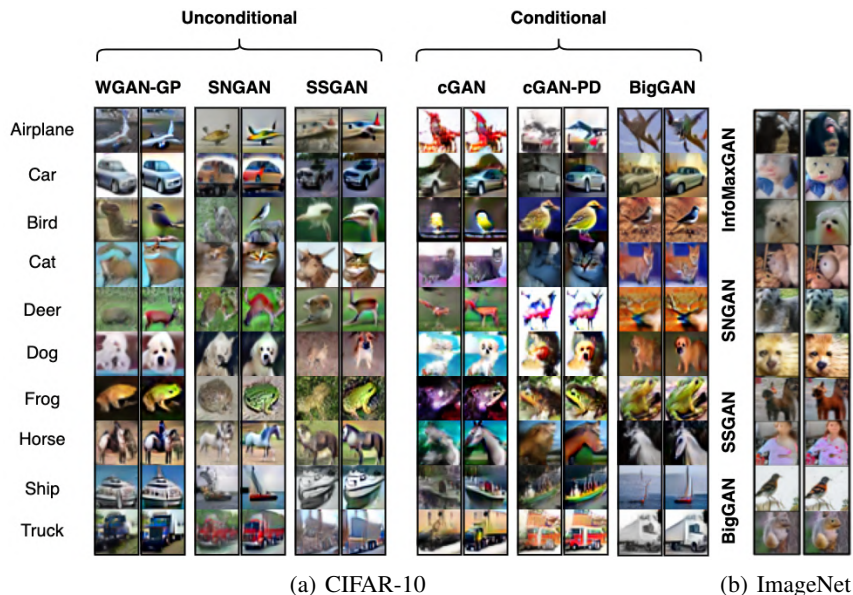 Unconditional
Conditional
WGAN-GP
SNGAN
SSGAN
cGAN
cGAN-PD
BigGAN
Airplane
Car
Bird
Cat
Deer
Dog
Frog
Horse
Ship
Truck
InfoMaxGAN
SNGAN
SSGAN
BigGAN
(a) CIFAR-10
(b) ImageNet